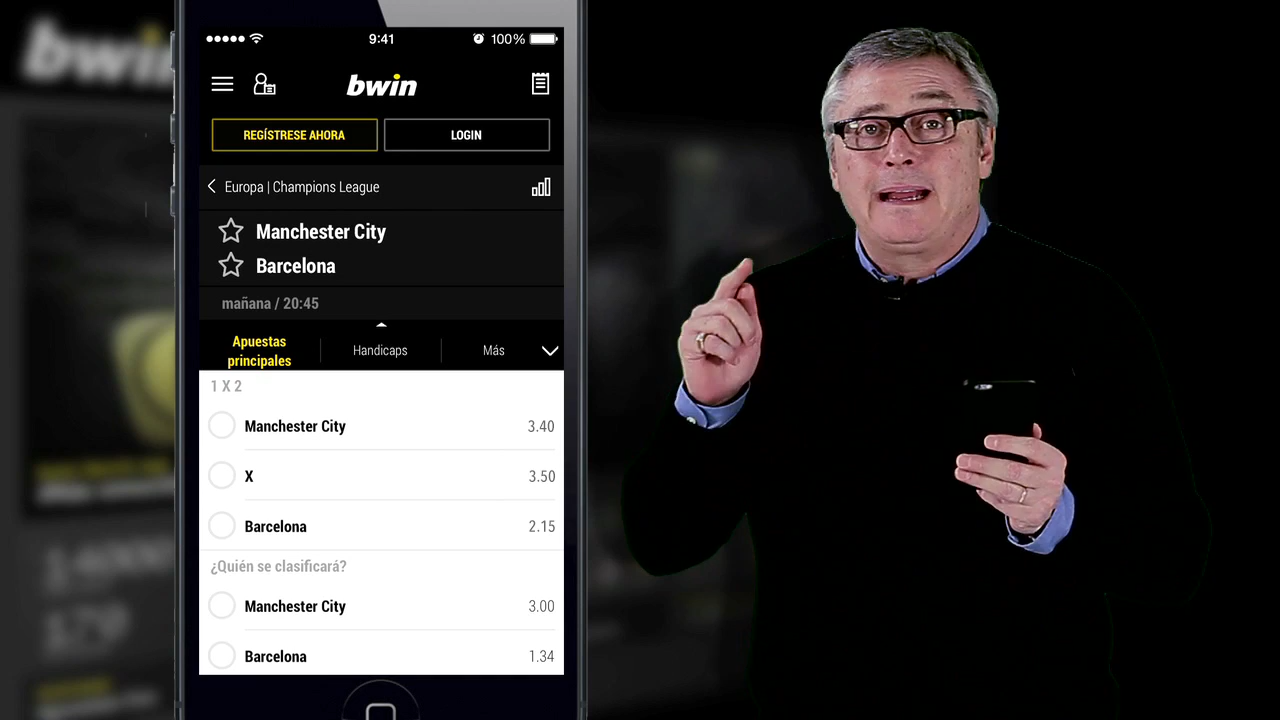 bwin
9:41
100%
bwin
REGÍSTRESE AHORA
LOGIN
Europa | Champions League
Manchester City
Barcelona
mañana / 20:45
Apuestas principales
Handicaps
Más
1 X 2
Manchester City 3.40
X 3.50
Barcelona 2.15
¿Quién se clasificará?
Manchester City 3.00
Barcelona 1.34